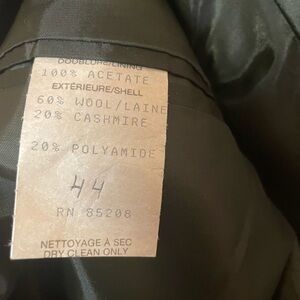 DOUBLURE/LINING
100% ACETATE
EXTÉRIEURE/SHELL
60% WOOL/LAINE
20% CASHMIRE
20% POLYAMIDE
44
RN 85208
NETTOYAGE À SEC
DRY CLEAN ONLY